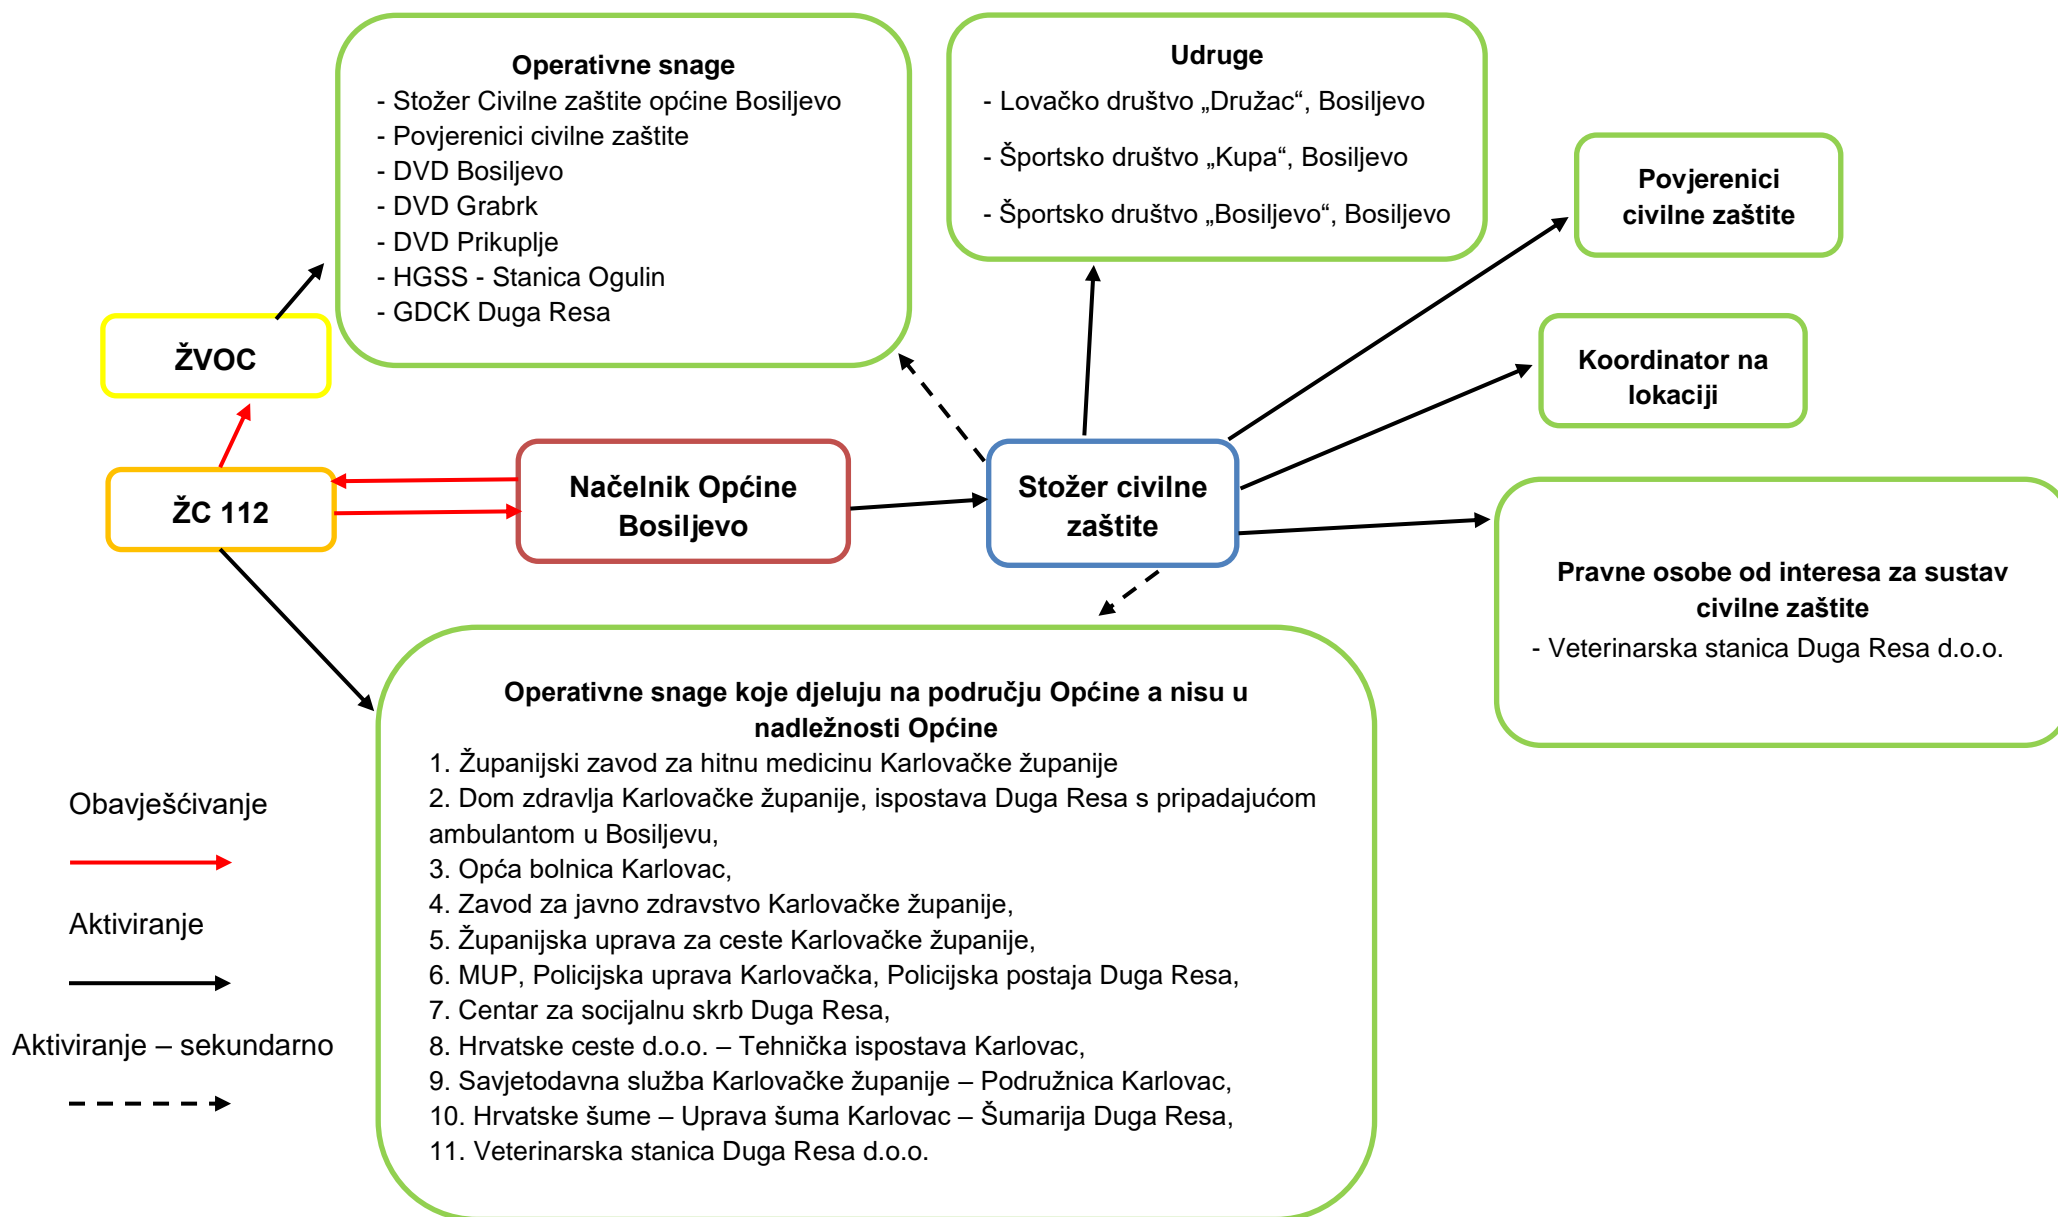 Operativne snage
- Stožer Civilne zaštite općine Bosiljevo
- Povjerenici civilne zaštite
- DVD Bosiljevo
- DVD Grabrk
- DVD Prikuplje
- HGSS - Stanica Ogulin
- GDCK Duga Resa
Udruge
- Lovačko društvo „Družac“, Bosiljevo
- Športsko društvo „Kupa“, Bosiljevo
- Športsko društvo „Bosiljevo“, Bosiljevo
Povjerenici
civilne zaštite
ŽVOC
Koordinator na
lokaciji
ŽC 112
Načelnik Općine
Bosiljevo
Stožer civilne
zaštite
Pravne osobe od interesa za sustav
civilne zaštite
- Veterinarska stanica Duga Resa d.o.o.
Operativne snage koje djeluju na području Općine a nisu u
nadležnosti Općine
1. Županijski zavod za hitnu medicinu Karlovačke županije
2. Dom zdravlja Karlovačke županije, ispostava Duga Resa s pripadajućom
ambulantom u Bosiljevu,
3. Opća bolnica Karlovac,
4. Zavod za javno zdravstvo Karlovačke županije,
5. Županijska uprava za ceste Karlovačke županije,
6. MUP, Policijska uprava Karlovačka, Policijska postaja Duga Resa,
7. Centar za socijalnu skrb Duga Resa,
8. Hrvatske ceste d.o.o. – Tehnička ispostava Karlovac,
9. Savjetodavna služba Karlovačke županije – Podružnica Karlovac,
10. Hrvatske šume – Uprava šuma Karlovac – Šumarija Duga Resa,
11. Veterinarska stanica Duga Resa d.o.o.
Obavješćivanje
Aktiviranje
Aktiviranje – sekundarno